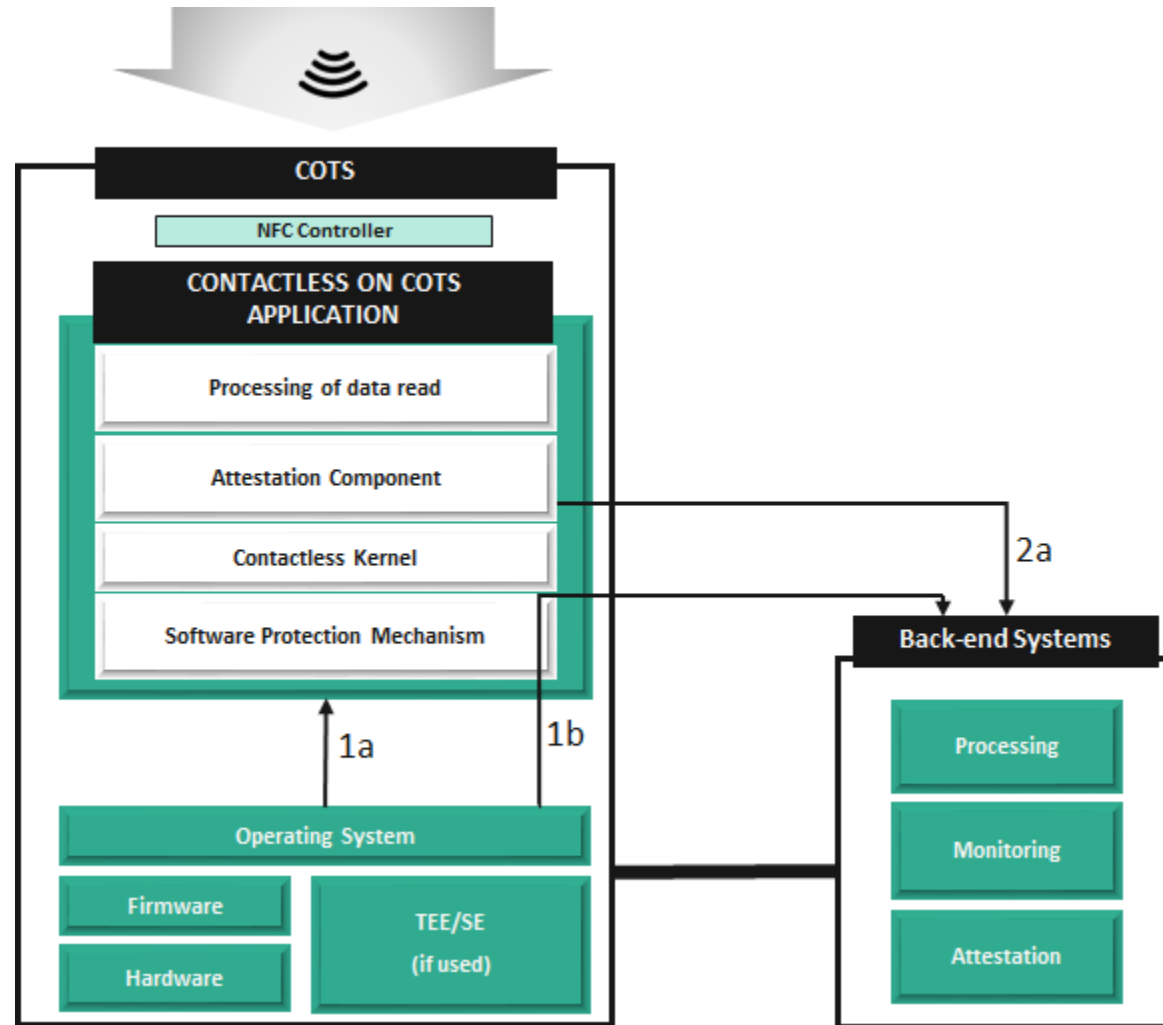 COTS
NFC Controller
CONTACTLESS ON COTS
APPLICATION
Processing of data read
Attestation Component
Contactless Kernel
Software Protection Mechanism
1a
1b
2a
Operating System
Firmware
Hardware
TEE/SE
(if used)
Back-end Systems
Processing
Monitoring
Attestation